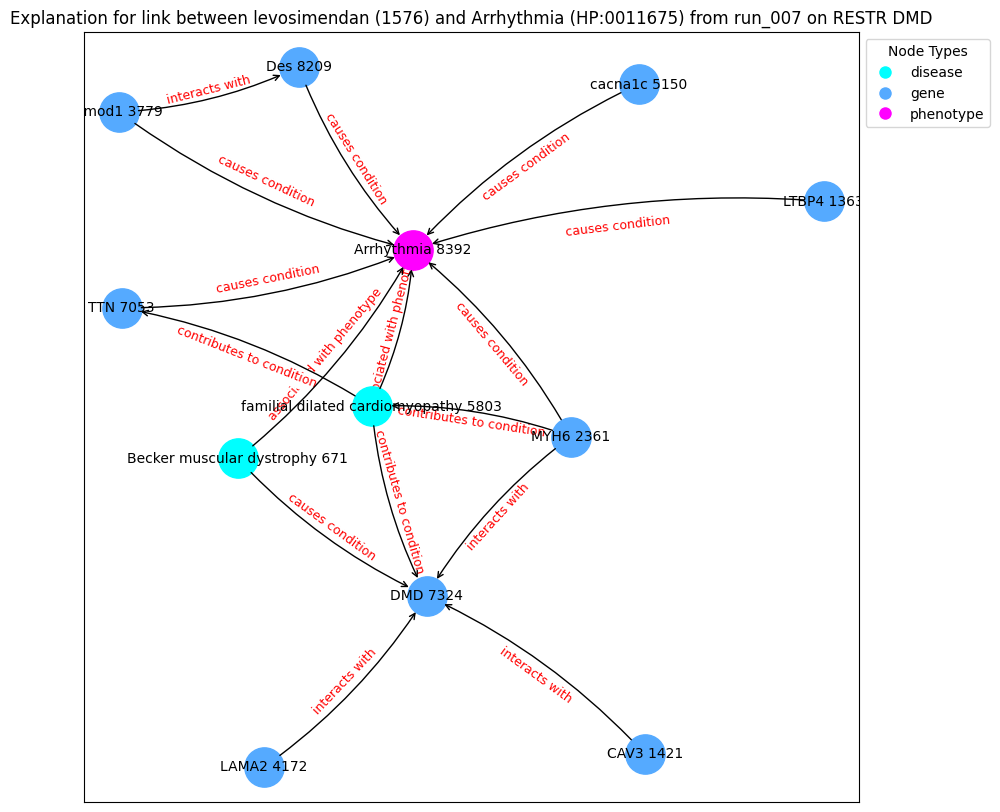 Explanation for link between levosimendan (1576) and Arrhythmia (HP:0011675) from run_007 on RESTR DMD
Node Types
disease
gene
phenotype
Des 8209
cacna1c 5150
interacts with
mod1 3779
causes condition
causes condition
causes condition
LTBP4 1363
causes condition
Arrhythmia 8392
causes condition
TTN 7053
contributes to condition
with phenotype
with pheno
causes condition
familial dilated cardiomyopathy 5803
contributes to condition
MYH6 2361
Becker muscular dystrophy 671
causes condition
contributes to condition
interacts with
DMD 7324
interacts with
interacts with
LAMA2 4172
CAV3 1421